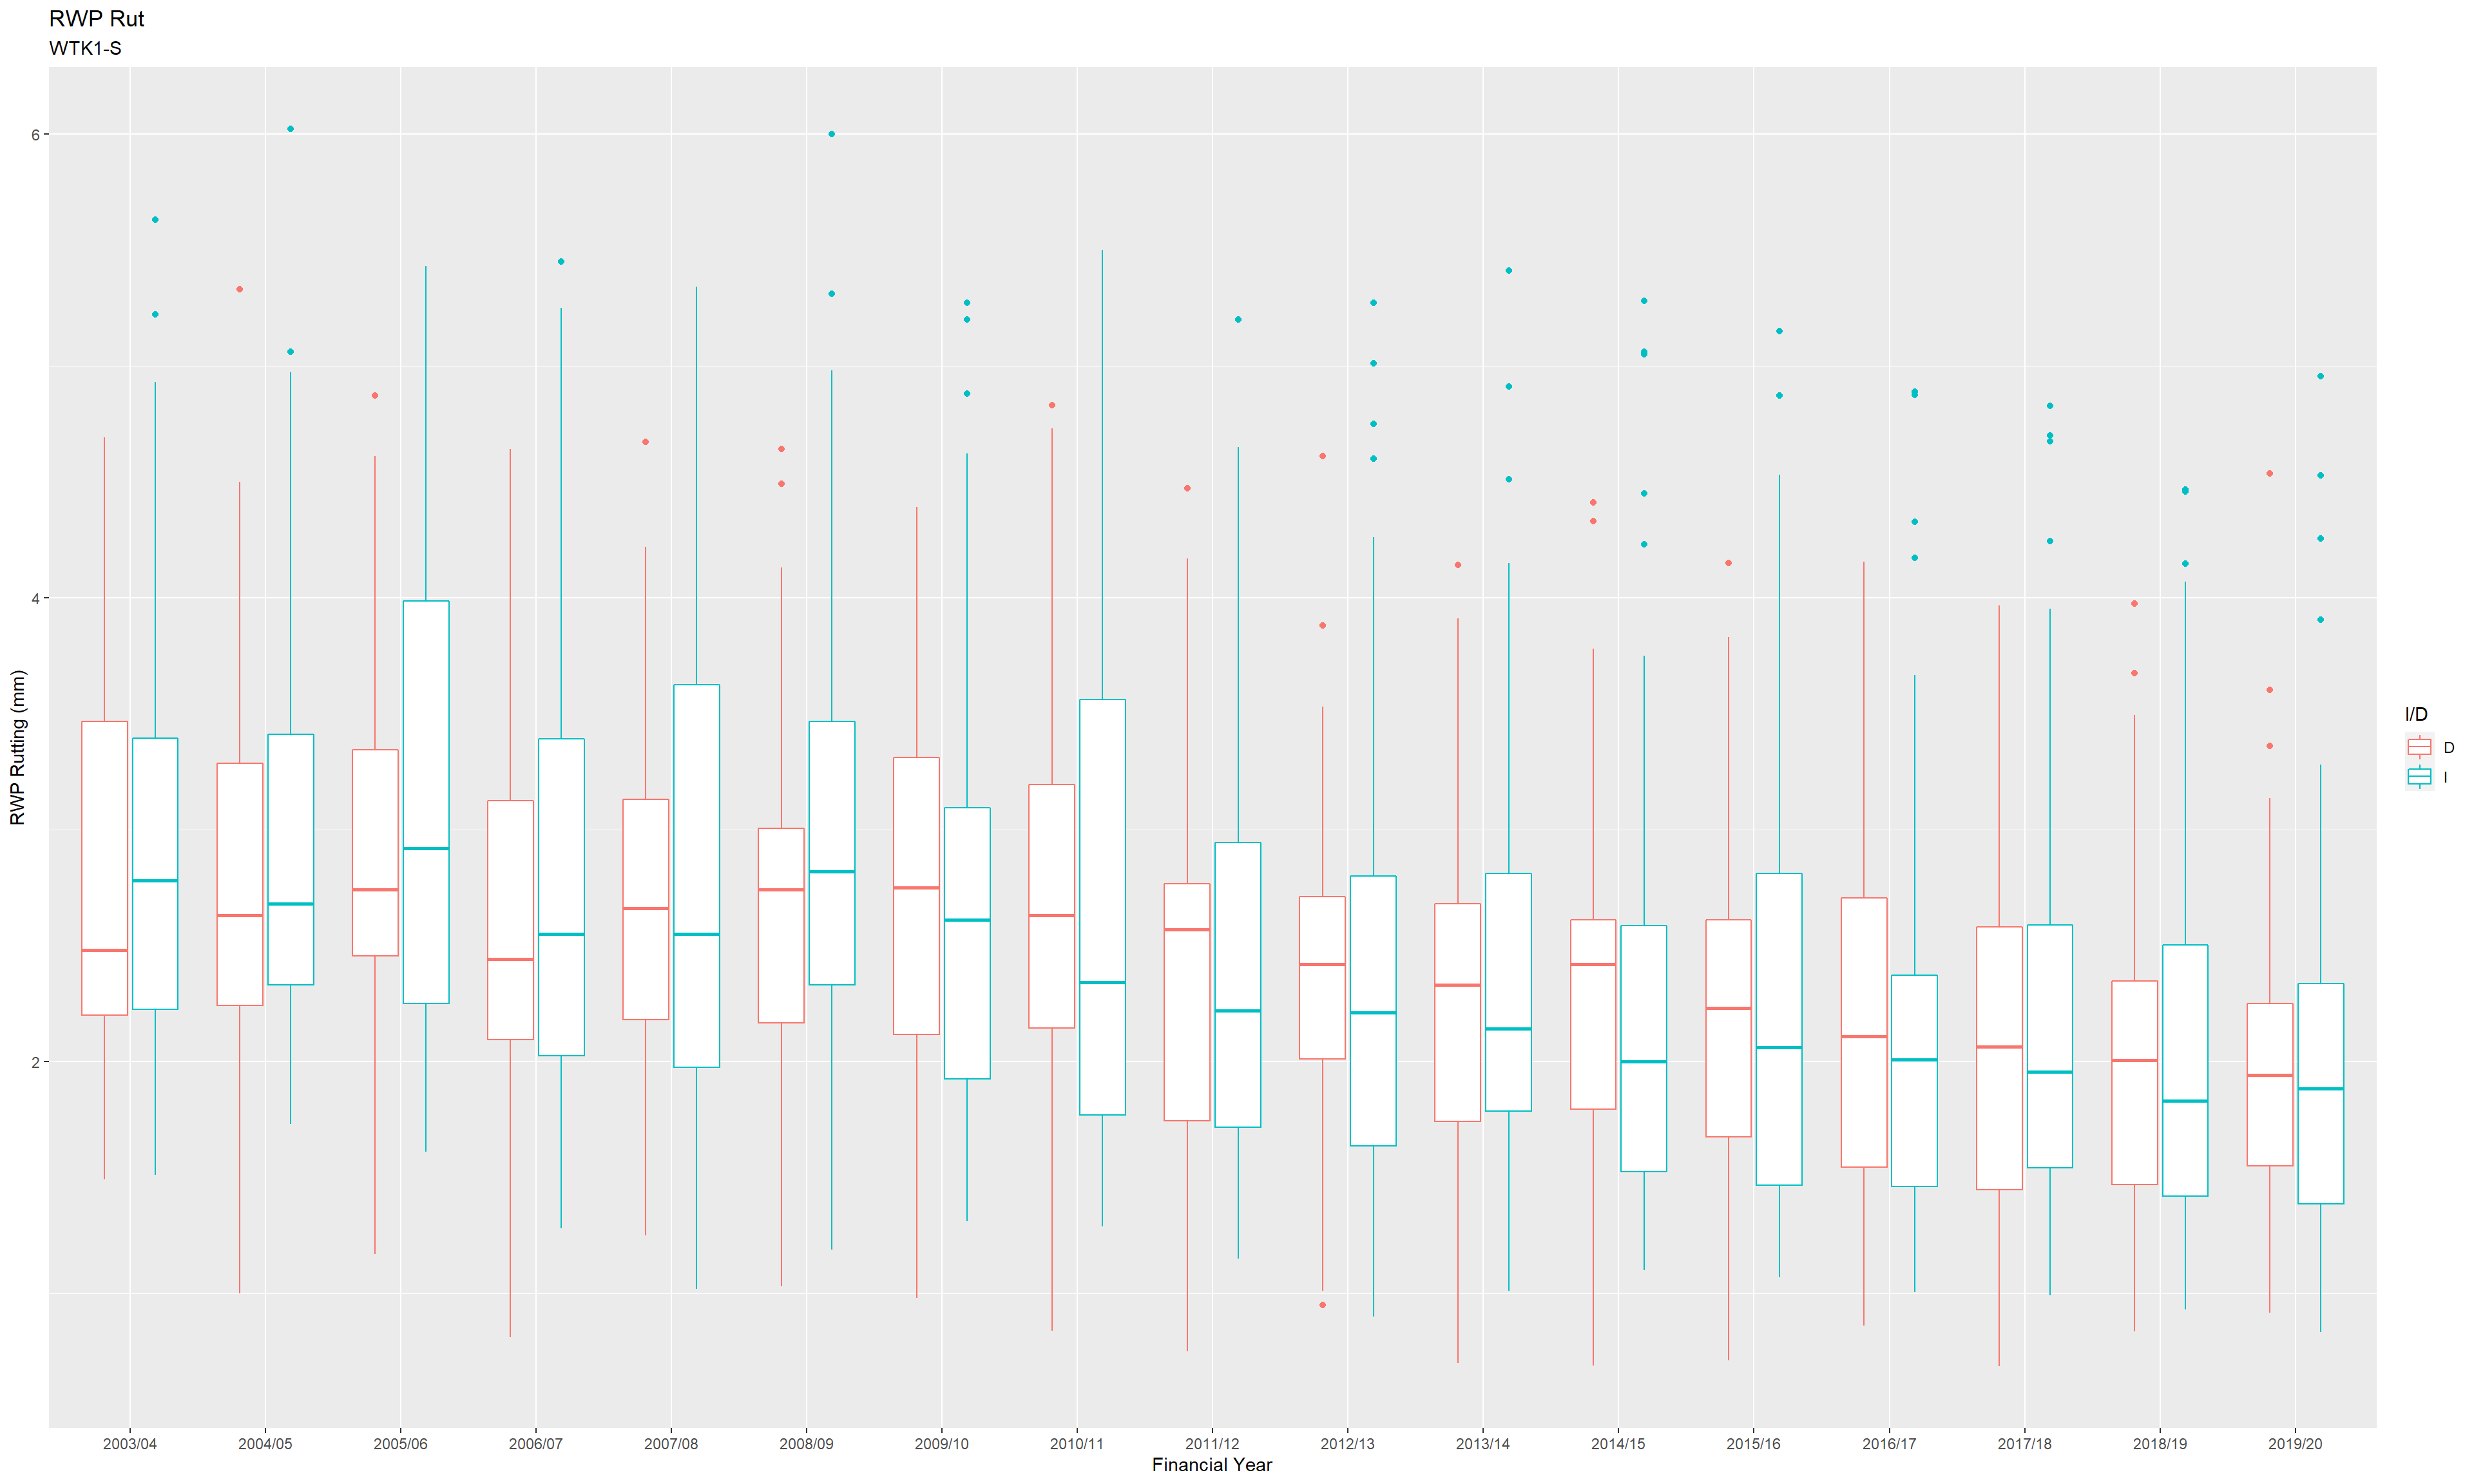 RWP Rut
WTK1-S
6
4
2
RWP Rutting (mm)
2003/04 2004/05 2005/06 2006/07 2007/08 2008/09 2009/10 2010/11 2011/12 2012/13 2013/14 2014/15 2015/16 2016/17 2017/18 2018/19 2019/20
Financial Year
I/D
D
I